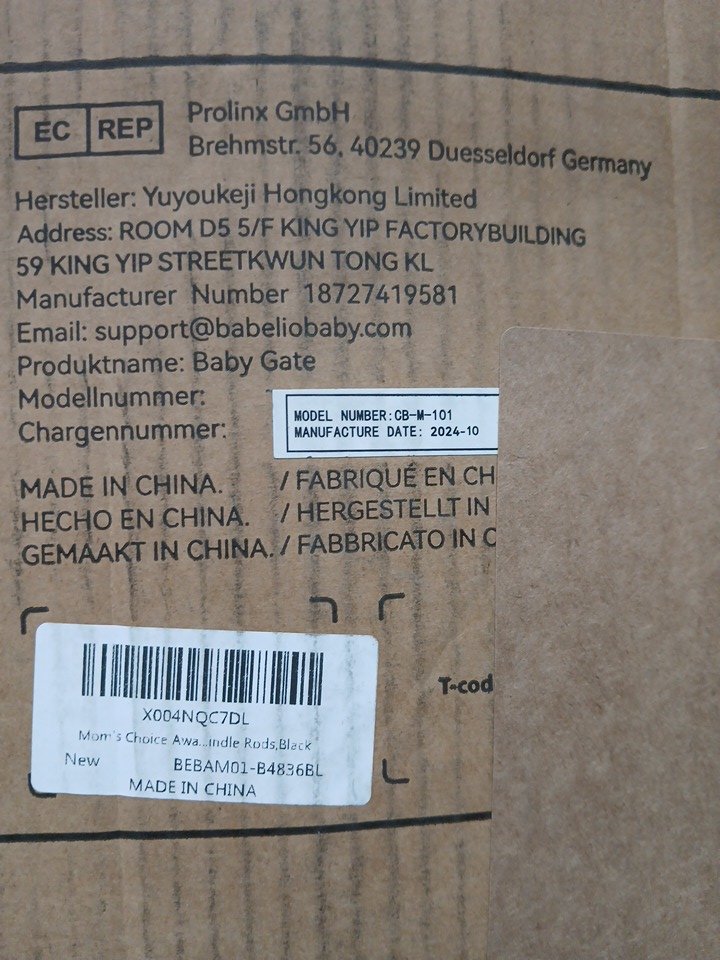 EC REP
Prolinx GmbH
Brehmstr. 56, 40239 Duesseldorf Germany
Hersteller: Yuyoukeji Hongkong Limited
Address: ROOM D5 5/F KING YIP FACTORYBUILDING
59 KING YIP STREETKWUN TONG KL
Manufacturer Number 18727419581
Email: support@babeliobaby.com
Produktname: Baby Gate
Modellnummer:
Chargennummer:
MODEL NUMBER:CB-M-101
MANUFACTURE DATE: 2024-10
MADE IN CHINA. / FABRIQUÉ EN CH
HECHO EN CHINA. / HERGESTELLT IN
GEMAAKT IN CHINA. / FABBRICATO IN C
X004NQC7DL
Mom's Choice Awa...indle Rods,Black
New BEBAM01-B4836BL
MADE IN CHINA
T-cod